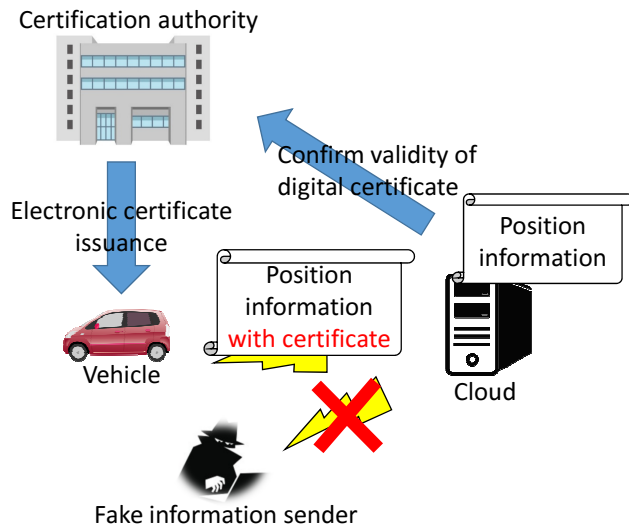 Certification authority
Confirm validity of
digital certificate
Electronic certificate
issuance
Position
information
Position
information
with certificate
Vehicle
Cloud
Fake information sender